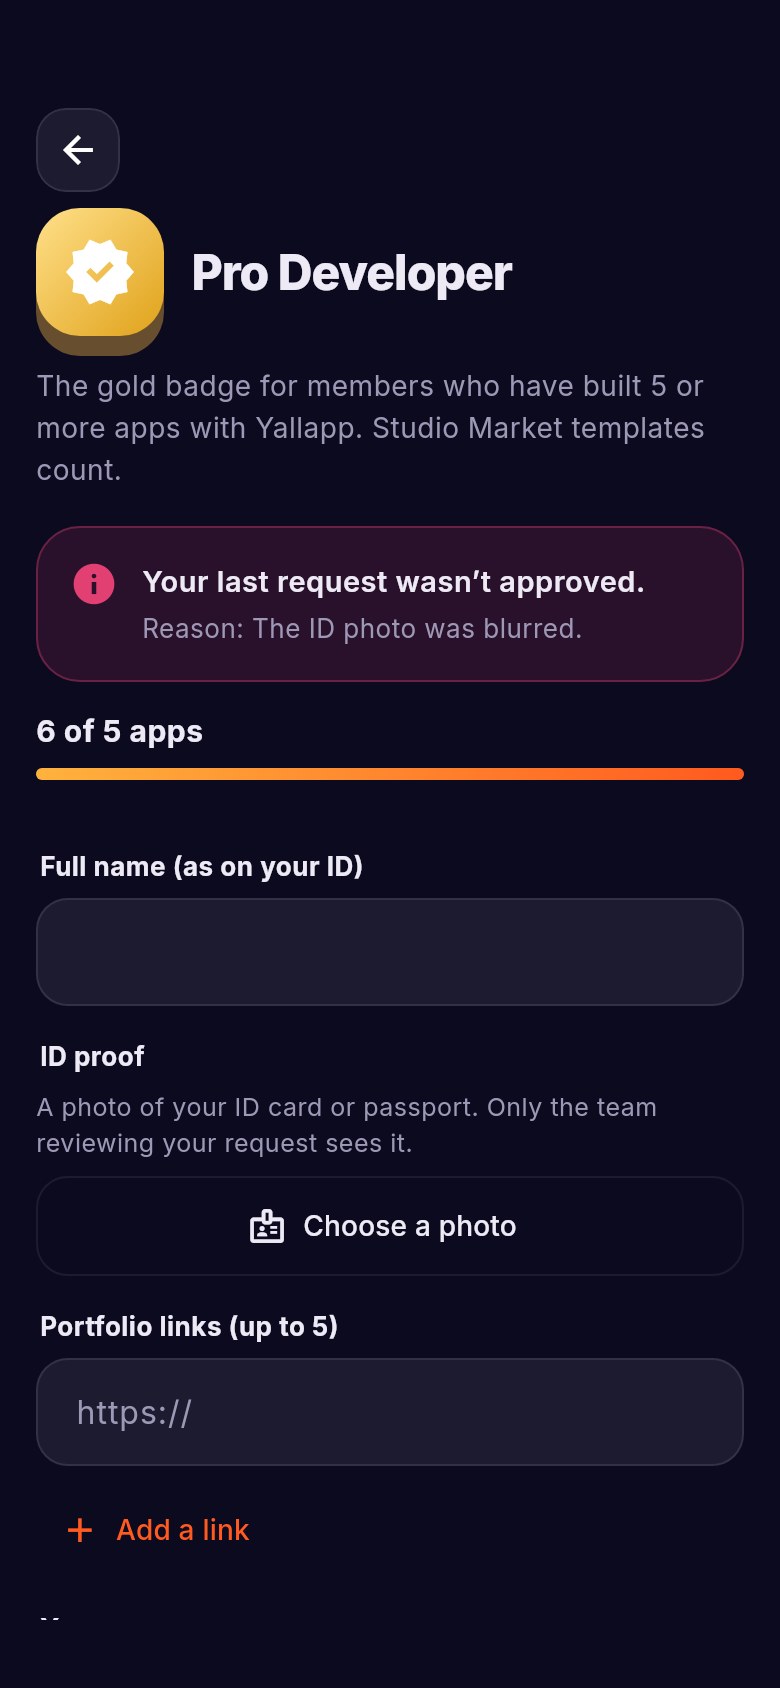 Pro Developer
The gold badge for members who have built 5 or
more apps with Yallapp. Studio Market templates
count.
Your last request wasn’t approved.
Reason: The ID photo was blurred.
6 of 5 apps
Full name (as on your ID)
ID proof
A photo of your ID card or passport. Only the team
reviewing your request sees it.
Choose a photo
Portfolio links (up to 5)
https://
Add a link